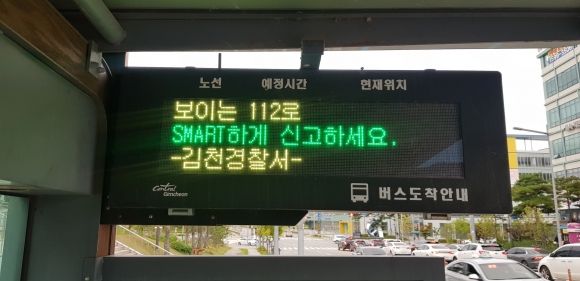 노선 예정시간 현재위치
보이는 112로
SMART하게 신고하세요.
-김천경찰서-
Central
Gimcheon
버스도착안내